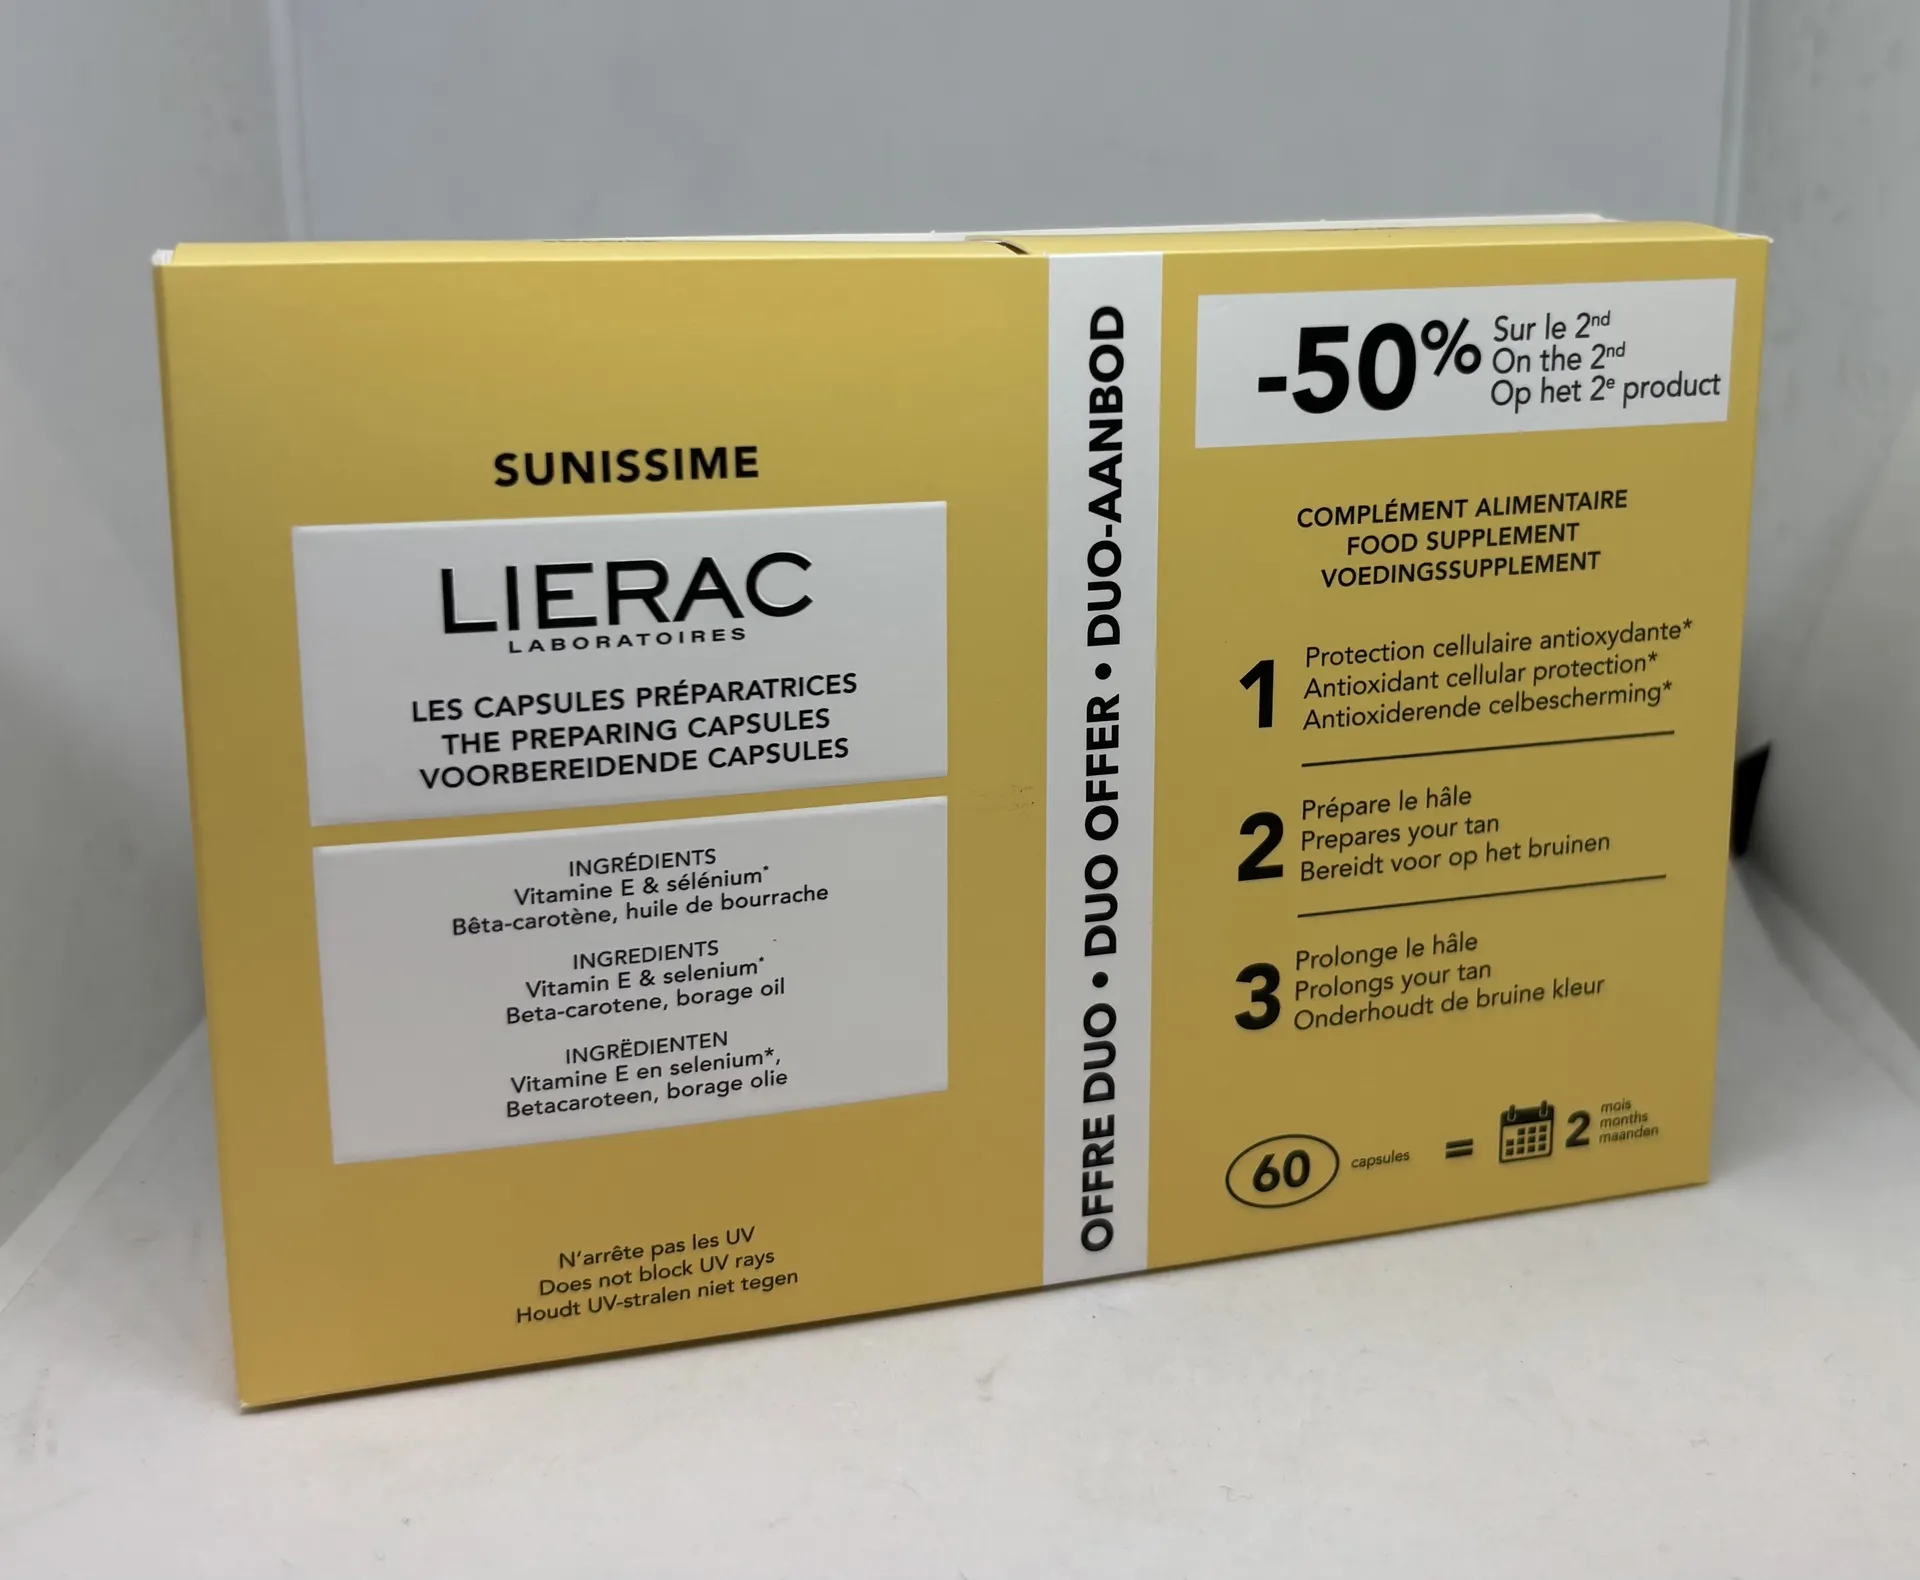 SUNISSIME
LIERAC
LABORATOIRES
LES CAPSULES PRÉPARATRICES
THE PREPARING CAPSULES
VOORBEREIDENDE CAPSULES
INGRÉDIENTS
Vitamine E & sélénium*
Bêta-carotène, huile de bourrache
INGREDIENTS
Vitamin E & selenium*
Beta-carotene, borage oil
INGRËDIENTEN
Vitamine E en selenium*,
Betacaroteen, borage olie
N'arrête pas les UV
Does not block UV rays
Houdt UV-stralen niet tegen
OFFRE DUO • DUO OFFER • DUO-AANBOD
-50%
Sur le 2nd
On the 2nd
Op het 2e product
COMPLÉMENT ALIMENTAIRE
FOOD SUPPLEMENT
VOEDINGSSUPPLEMENT
1
Protection cellulaire antioxydante*
Antioxidant cellular protection*
Antioxiderende celbescherming*
2
Prépare le hâle
Prepares your tan
Bereidt voor op het bruinen
3
Prolonge le hâle
Prolongs your tan
Onderhoudt de bruine kleur
60 capsules = 2
mois
months
maanden